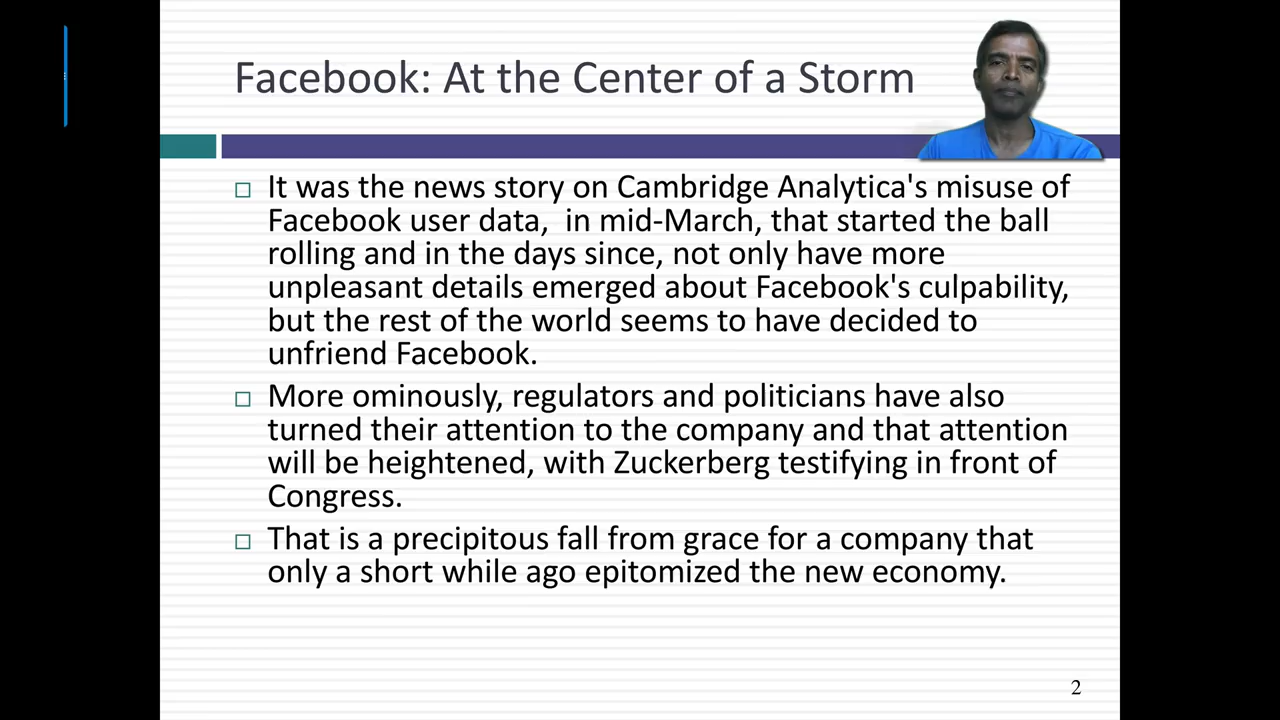 Facebook: At the Center of a Storm
It was the news story on Cambridge Analytica's misuse of
Facebook user data,  in mid-March, that started the ball
rolling and in the days since, not only have more
unpleasant details emerged about Facebook's culpability,
but the rest of the world seems to have decided to
unfriend Facebook.
More ominously, regulators and politicians have also
turned their attention to the company and that attention
will be heightened, with Zuckerberg testifying in front of
Congress.
That is a precipitous fall from grace for a company that
only a short while ago epitomized the new economy.
2